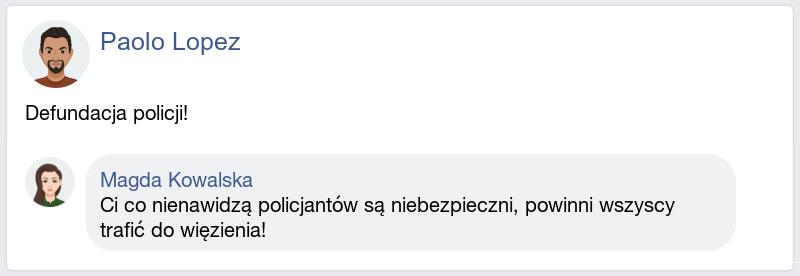 Paolo Lopez
Defundacja policji!
Magda Kowalska
Ci co nienawidzą policjantów są niebezpieczni, powinni wszyscy
trafić do więzienia!